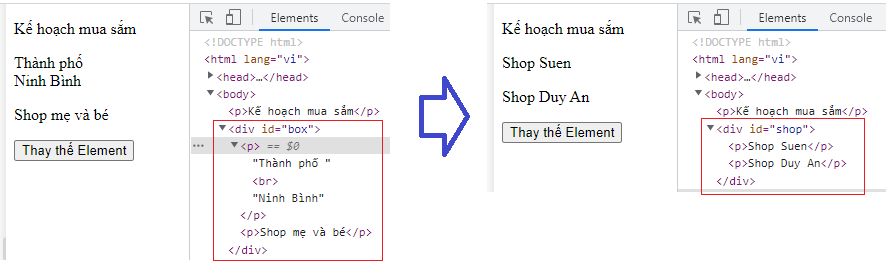 Kế hoạch mua sắm
Thành phố
Ninh Bình
Shop mẹ và bé
Thay thế Element
Elements Console
<!DOCTYPE html>
<html lang="vi">
<head>…</head>
<body>
<p>Kế hoạch mua sắm</p>
<div id="box">
… <p> == $0
"Thành phố "
<br>
"Ninh Bình"
</p>
<p>Shop mẹ và bé</p>
</div>
Kế hoạch mua sắm
Shop Suen
Shop Duy An
Thay thế Element
Elements Console
<!DOCTYPE html>
<html lang="vi">
<head>…</head>
<body>
<p>Kế hoạch mua sắm</p>
<div id="shop">
<p>Shop Suen</p>
<p>Shop Duy An</p>
</div>